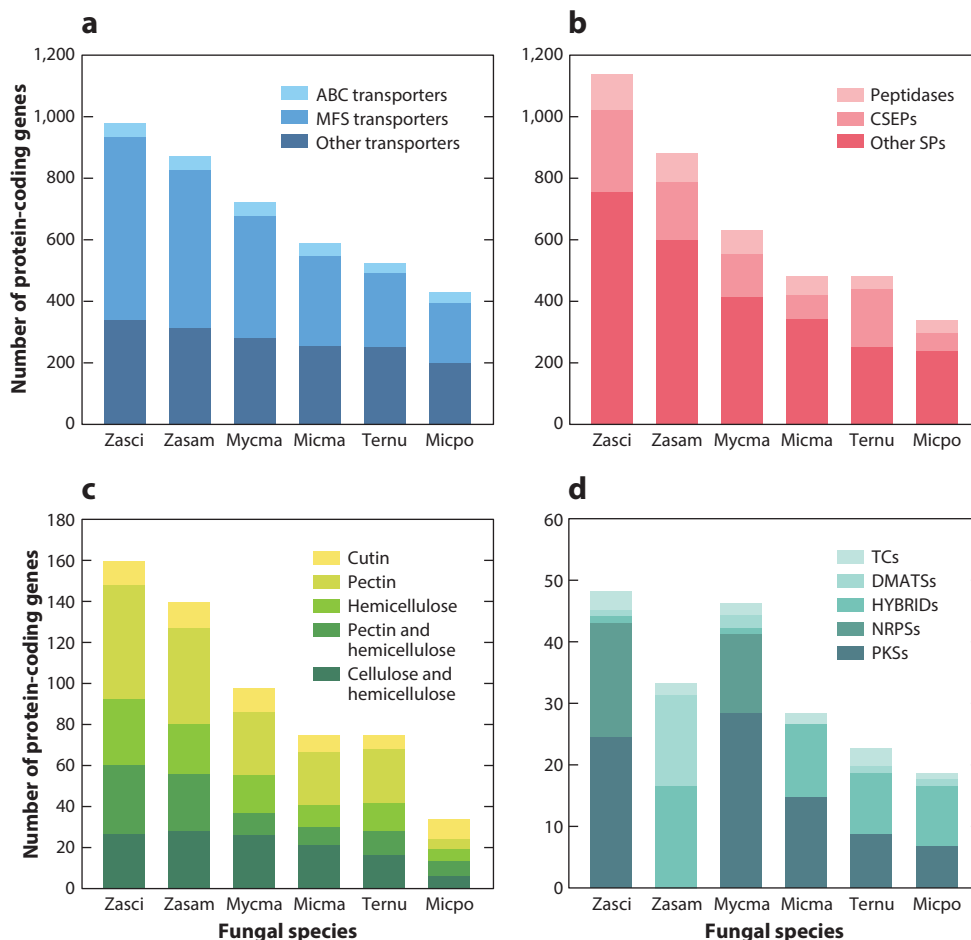 a
1,200
1,000
800
600
400
200
0
Number of protein-coding genes
ABC transporters
MFS transporters
Other transporters
Zasci Zasam Mycma Micma Ternu Micpo
b
1,200
1,000
800
600
400
200
0
Peptidases
CSEPs
Other SPs
Zasci Zasam Mycma Micma Ternu Micpo
c
180
160
140
120
100
80
60
40
20
0
Number of protein-coding genes
Cutin
Pectin
Hemicellulose
Pectin and
hemicellulose
Cellulose and
hemicellulose
Zasci Zasam Mycma Micma Ternu Micpo
Fungal species
d
60
50
40
30
20
10
0
TCs
DMATSs
HYBRIDs
NRPSs
PKSs
Zasci Zasam Mycma Micma Ternu Micpo
Fungal species